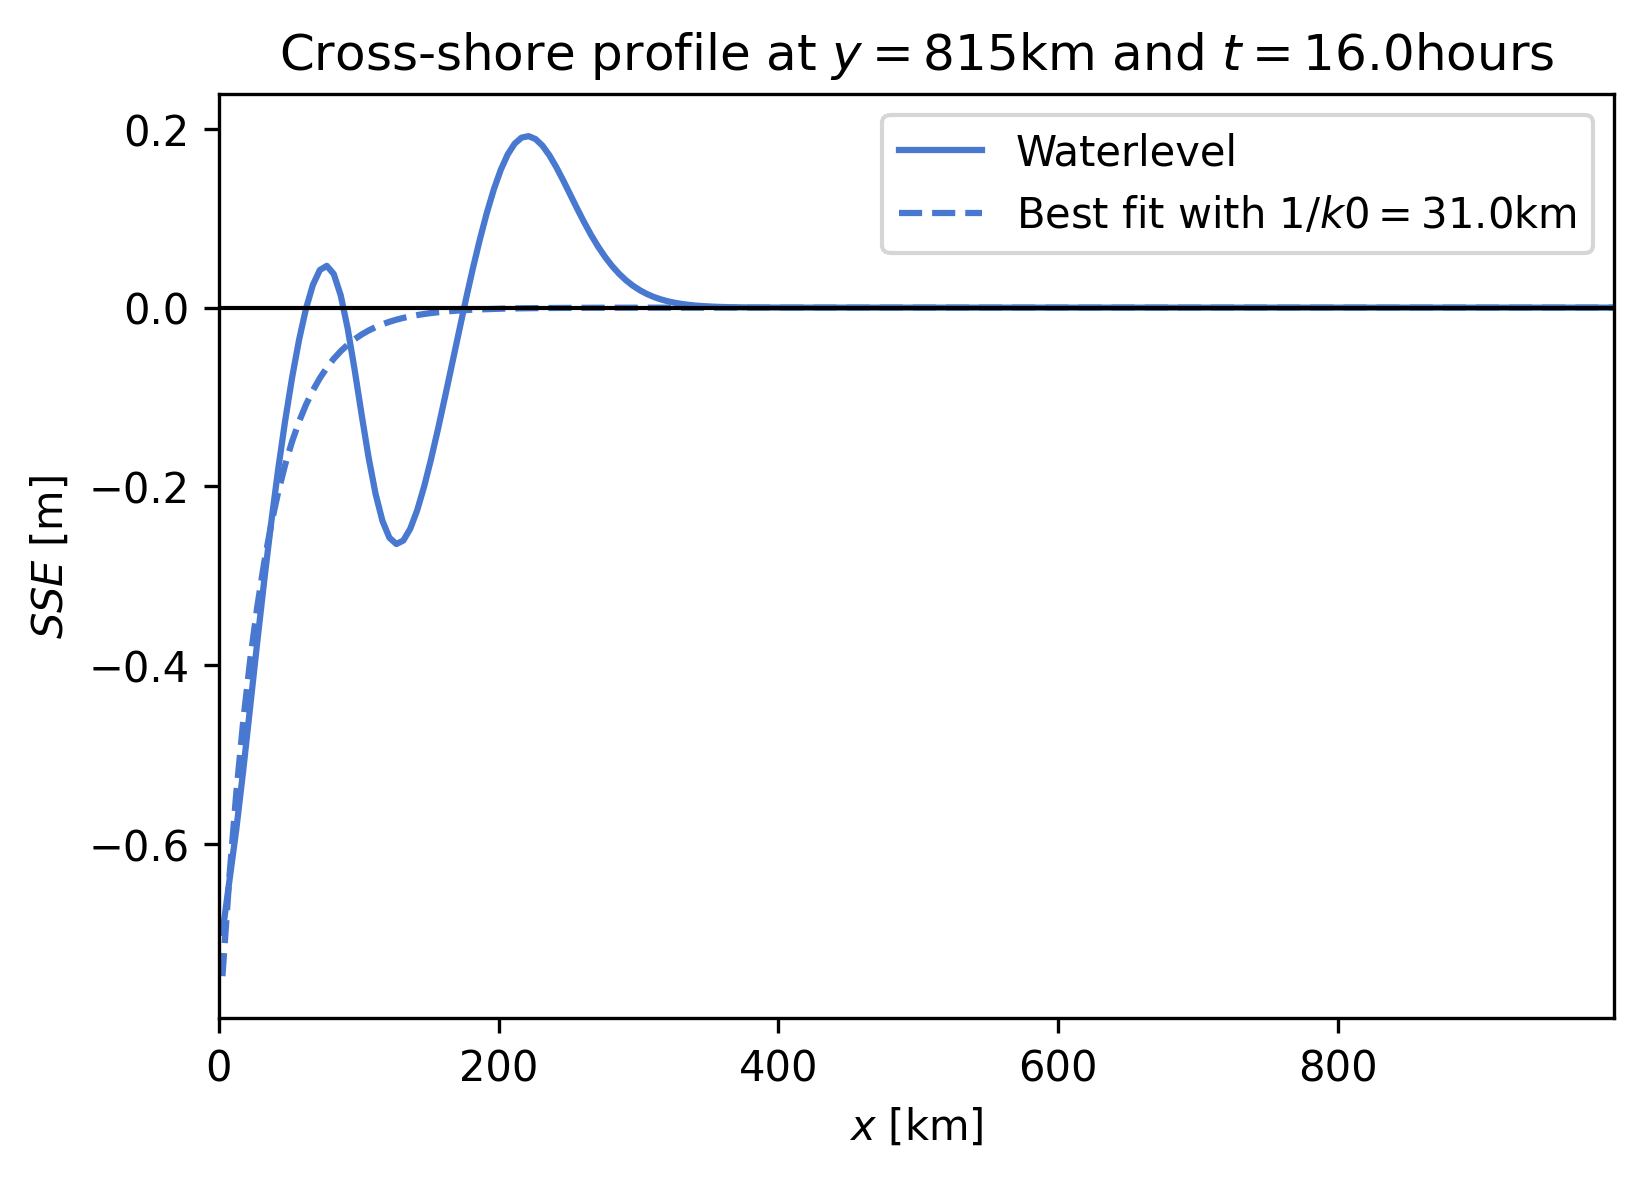 Cross-shore profile at y = 815km and t = 16.0hours
Waterlevel
Best fit with 1/k0 = 31.0km
SSE [m]
0.2
0.0
−0.2
−0.4
−0.6
0 200 400 600 800
x [km]